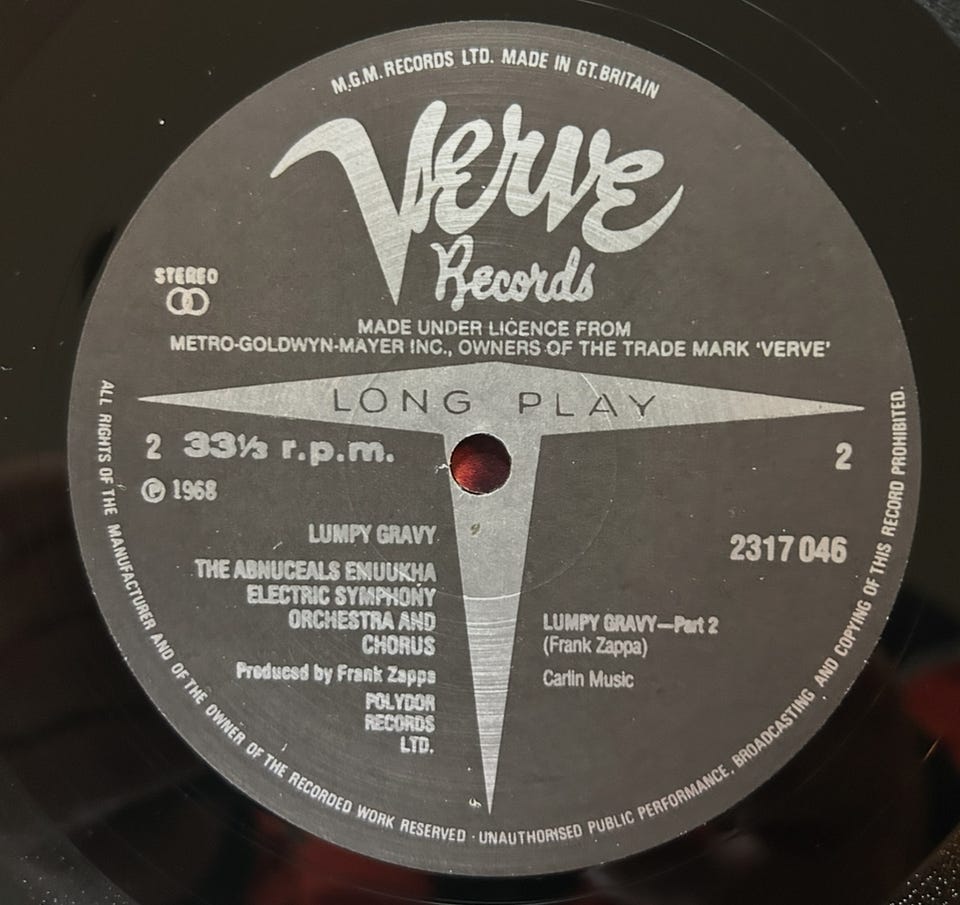 M.G.M. RECORDS LTD. MADE IN GT. BRITAIN
Verve
Records
STEREO
MADE UNDER LICENCE FROM
METRO-GOLDWYN-MAYER INC., OWNERS OF THE TRADE MARK 'VERVE'
LONG PLAY
2 33⅓ r.p.m.
2
℗ 1968
2317 046
LUMPY GRAVY
THE ABNUCEALS EMUUKHA
ELECTRIC SYMPHONY
ORCHESTRA AND
CHORUS
Produced by Frank Zappa
POLYDOR
RECORDS
LTD.
LUMPY GRAVY—Part 2
(Frank Zappa)
Carlin Music
ALL RIGHTS OF THE MANUFACTURER AND OF THE OWNER OF THE RECORDED WORK RESERVED · UNAUTHORISED PUBLIC PERFORMANCE, BROADCASTING AND COPYING OF THIS RECORD PROHIBITED.